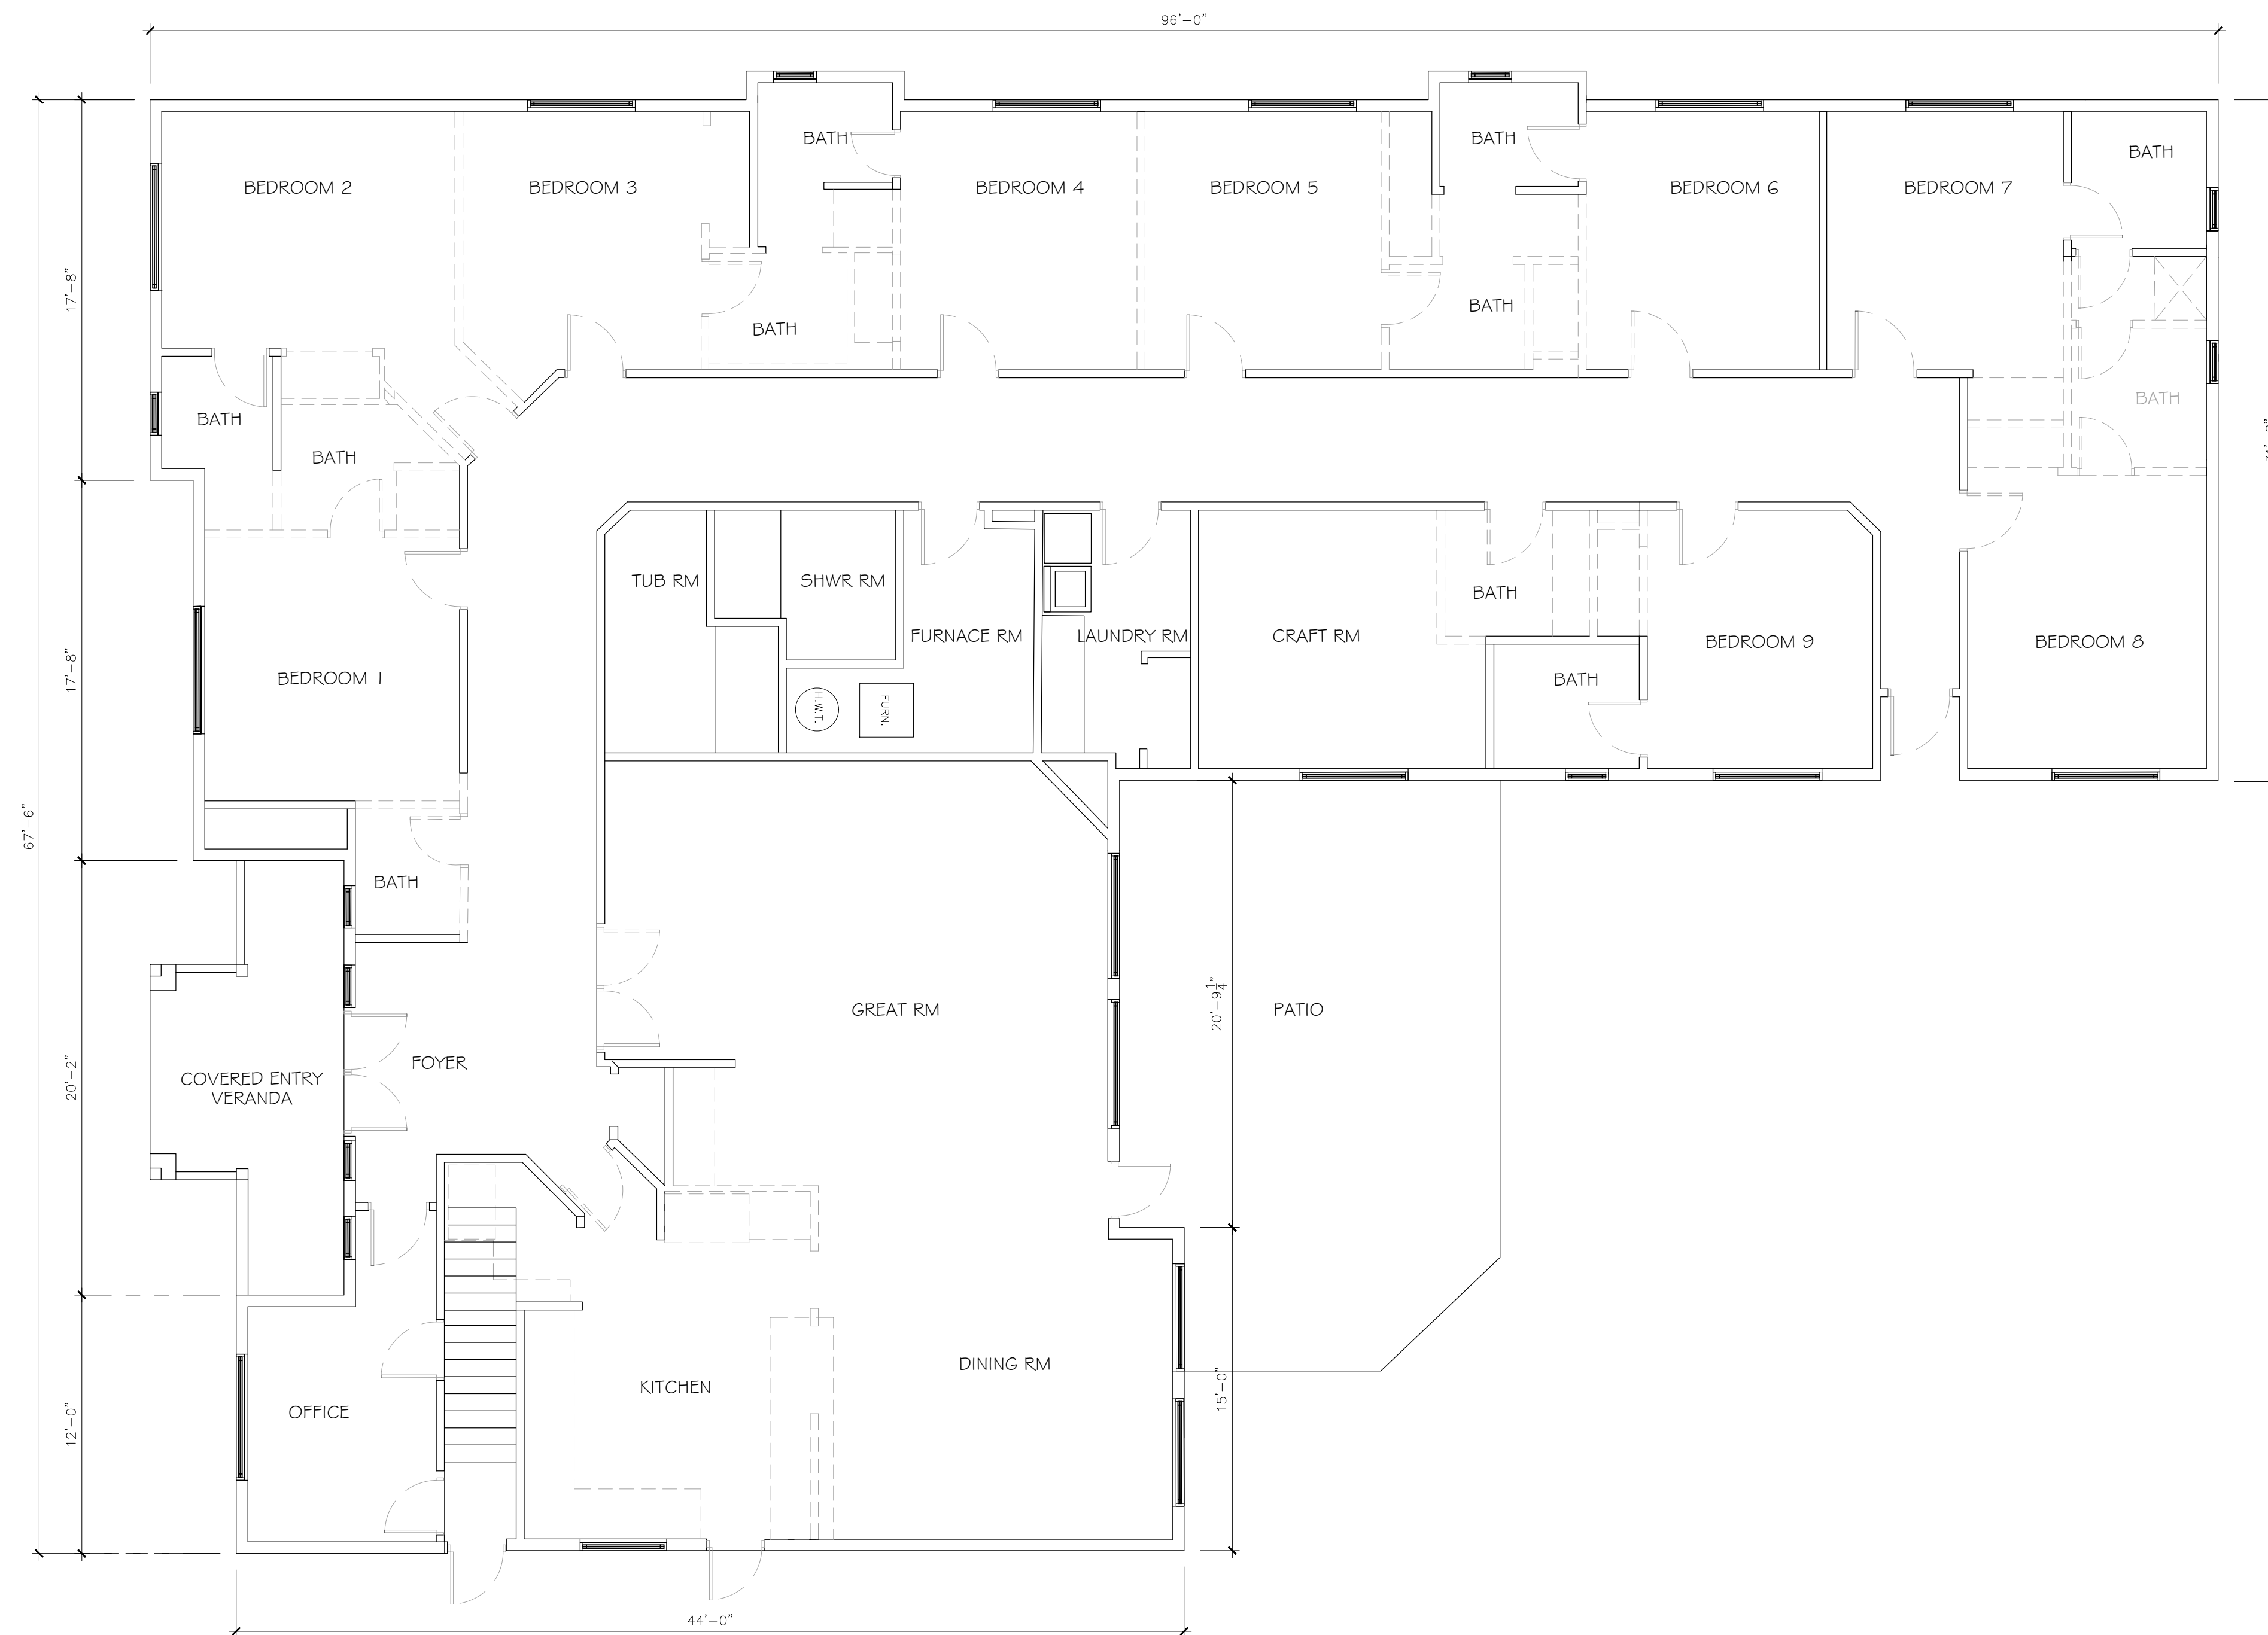 96'-0"
BATH
BATH
BATH
BEDROOM 2
BEDROOM 3
BEDROOM 4
BEDROOM 5
BEDROOM 6
BEDROOM 7
17'-8"
BATH
BATH
BATH
BATH
BATH
TUB RM
SHWR RM
BATH
FURNACE RM
LAUNDRY RM
CRAFT RM
BEDROOM 9
BEDROOM 8
17'-8"
BEDROOM 1
BATH
H.W.T.
FURN.
67'-6"
BATH
GREAT RM
20'-9 1/4"
PATIO
FOYER
20'-2"
COVERED ENTRY
VERANDA
DINING RM
KITCHEN
15'-0"
OFFICE
12'-0"
44'-0"